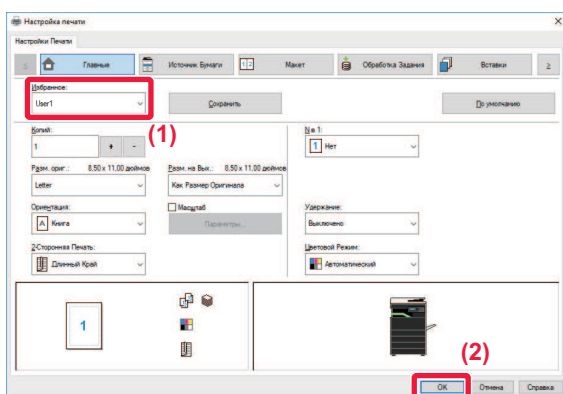 Настройка печати
Настройки Печати
Главные Источник Бумаги Макет Обработка Задания Вставки
Избранное:
User1 Сохранить По умолчанию
(1)
Копий: N в 1:
1 + - 1 Нет
Разм. ориг.: 8,50 x 11,00 дюймов Разм. на Вых.: 8,50 x 11,00 дюймов
Letter Как Размер Оригинала
Ориентация: Масштаб Удержание:
A Книга Параметры... Выключено
2-Сторонняя Печать: Цветовой Режим:
Длинный Край Автоматический
1
(2)
OK Отмена Справка